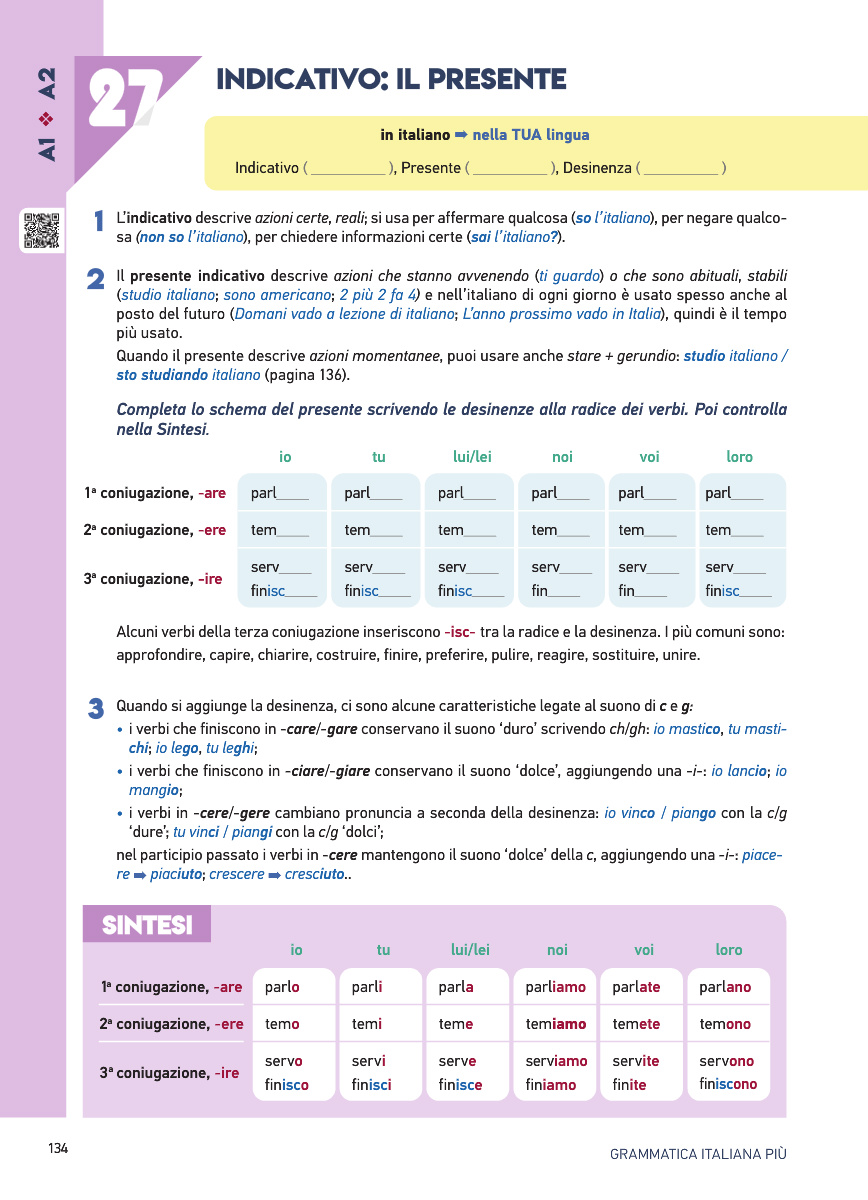 A1 ❖ A2
27
INDICATIVO: IL PRESENTE
in italiano ➡ nella TUA lingua
Indicativo ( _________ ), Presente ( _________ ), Desinenza ( _________ )
1 L’indicativo descrive azioni certe, reali; si usa per affermare qualcosa (so l’italiano), per negare qualco-
sa (non so l’italiano), per chiedere informazioni certe (sai l’italiano?).
2 Il presente indicativo descrive azioni che stanno avvenendo (ti guardo) o che sono abituali, stabili
(studio italiano; sono americano; 2 più 2 fa 4) e nell’italiano di ogni giorno è usato spesso anche al
posto del futuro (Domani vado a lezione di italiano; L’anno prossimo vado in Italia), quindi è il tempo
più usato.
Quando il presente descrive azioni momentanee, puoi usare anche stare + gerundio: studio italiano /
sto studiando italiano (pagina 136).
Completa lo schema del presente scrivendo le desinenze alla radice dei verbi. Poi controlla
nella Sintesi.
io tu lui/lei noi voi loro
1ª coniugazione, -are parl____ parl____ parl____ parl____ parl____ parl____
2ª coniugazione, -ere tem____ tem____ tem____ tem____ tem____ tem____
3ª coniugazione, -ire serv____ serv____ serv____ serv____ serv____ serv____
finisc____ finisc____ finisc____ fin____ fin____ finisc____
Alcuni verbi della terza coniugazione inseriscono -isc- tra la radice e la desinenza. I più comuni sono:
approfondire, capire, chiarire, costruire, finire, preferire, pulire, reagire, sostituire, unire.
3 Quando si aggiunge la desinenza, ci sono alcune caratteristiche legate al suono di c e g:
• i verbi che finiscono in -care/-gare conservano il suono ‘duro’ scrivendo ch/gh: io mastico, tu masti-
chi; io lego, tu leghi;
• i verbi che finiscono in -ciare/-giare conservano il suono ‘dolce’, aggiungendo una -i-: io lancio; io
mangio;
• i verbi in -cere/-gere cambiano pronuncia a seconda della desinenza: io vinco / piango con la c/g
‘dure’; tu vinci / piangi con la c/g ‘dolci’;
nel participio passato i verbi in -cere mantengono il suono ‘dolce’ della c, aggiungendo una -i-: piace-
re ➡ piaciuto; crescere ➡ cresciuto..
SINTESI
io tu lui/lei noi voi loro
1ª coniugazione, -are parlo parli parla parliamo parlate parlano
2ª coniugazione, -ere temo temi teme temiamo temete temono
3ª coniugazione, -ire servo servi serve serviamo servite servono
finisco finisci finisce finiamo finite finiscono
134
GRAMMATICA ITALIANA PIÙ